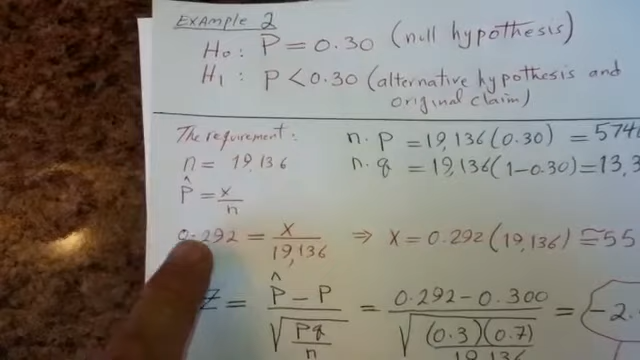 Example 2
H₀: P = 0.30 (null hypothesis)
H₁: P < 0.30 (alternative hypothesis and
original claim)
The requirement:
n = 19,136
n. p = 19,136(0.30) = 574
n. q = 19,136(1-0.30) = 13,3
p̂ = x/n
0.292 = x/19,136 ⇒ x = 0.292(19,136) ≅ 55
Z = (p̂ - P)/√(pq/n) = (0.292 - 0.300)/√((0.3)(0.7)/19,136) = -2.